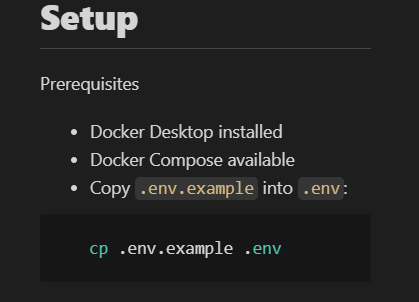 Setup
Prerequisites
Docker Desktop installed
Docker Compose available
Copy .env.example into .env:
cp .env.example .env